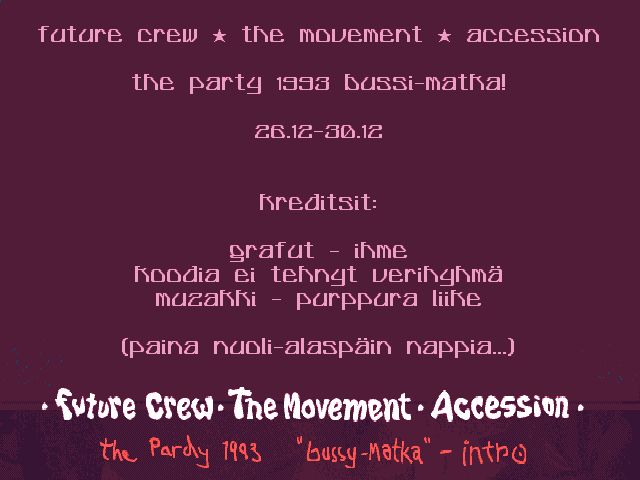 future crew ★ the movement ★ accession
the party 1993 bussi-matka!
26.12-30.12
kreditsit:
grafut - ihme
koodia ei tehnyt verikyhmä
muzakki - purppura liike
(paina nuoli-alaspäin nappia...)
· future Crew · The Movement · Accession ·
the Pardy 1993 "bussy-Matka" - intro